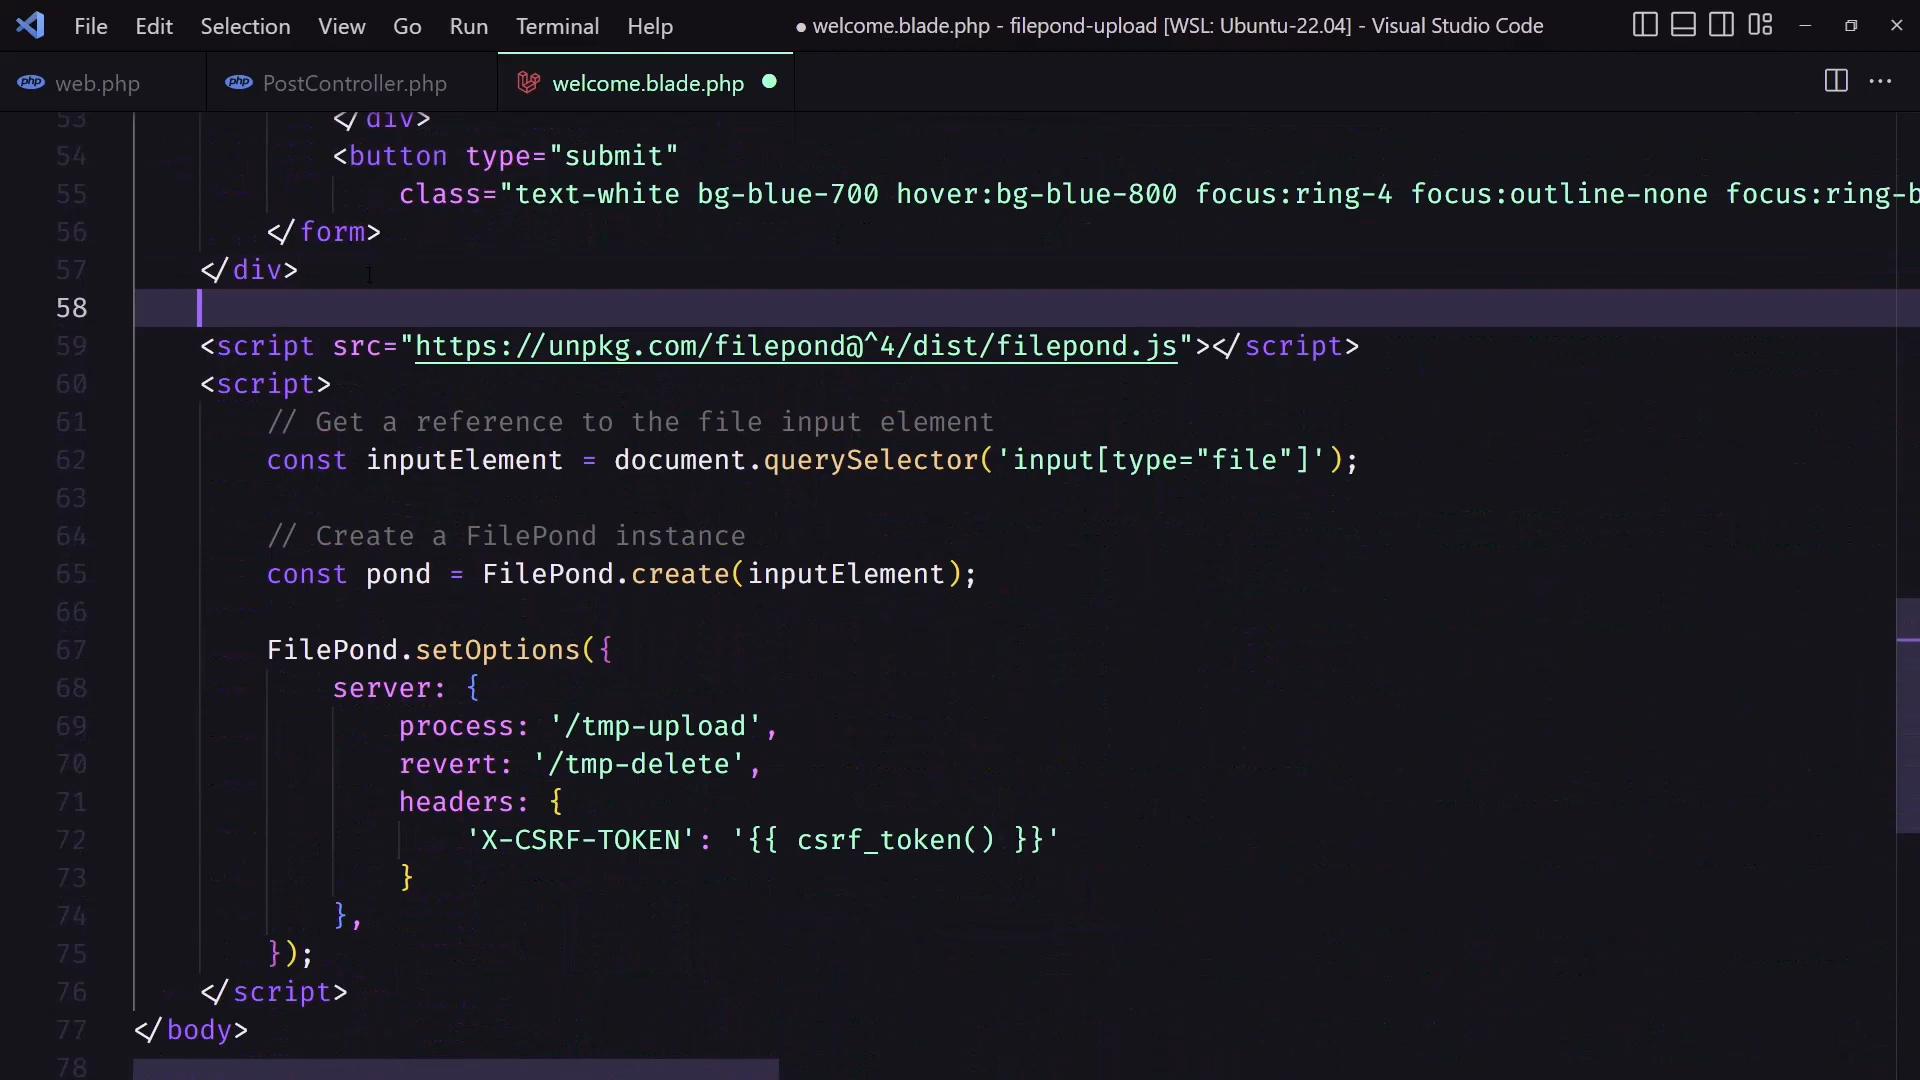 File Edit Selection View Go Run Terminal Help ● welcome.blade.php - filepond-upload [WSL: Ubuntu-22.04] - Visual Studio Code
php web.php php PostController.php welcome.blade.php
53 </div>
54 <button type="submit"
55 class="text-white bg-blue-700 hover:bg-blue-800 focus:ring-4 focus:outline-none focus:ring-b
56 </form>
57 </div>
58
59 <script src="https://unpkg.com/filepond@^4/dist/filepond.js"></script>
60 <script>
61 // Get a reference to the file input element
62 const inputElement = document.querySelector('input[type="file"]');
63
64 // Create a FilePond instance
65 const pond = FilePond.create(inputElement);
66
67 FilePond.setOptions({
68 server: {
69 process: '/tmp-upload',
70 revert: '/tmp-delete',
71 headers: {
72 'X-CSRF-TOKEN': '{{ csrf_token() }}'
73 }
74 },
75 });
76 </script>
77 </body>
78